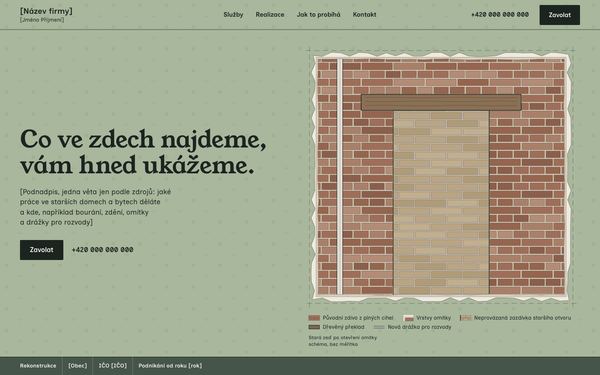 [Název firmy]
[Jméno Příjmení]
Služby Realizace Jak to probíhá Kontakt
+420 000 000 000
Zavolat
Co ve zdech najdeme,
vám hned ukážeme.
[Podnadpis, jedna věta jen podle zdrojů: jaké
práce ve starších domech a bytech děláte
a kde, například bourání, zdění, omítky
a drážky pro rozvody]
Zavolat +420 000 000 000
Původní zdivo z plných cihel Vrstvy omítky Neprovázaná zazdívka staršího otvoru
Dřevěný překlad Nová drážka pro rozvody
Stará zeď po otevření omítky
schéma, bez měřítka
Rekonstrukce [Obec] IČO [IČO] Podnikání od roku [rok]